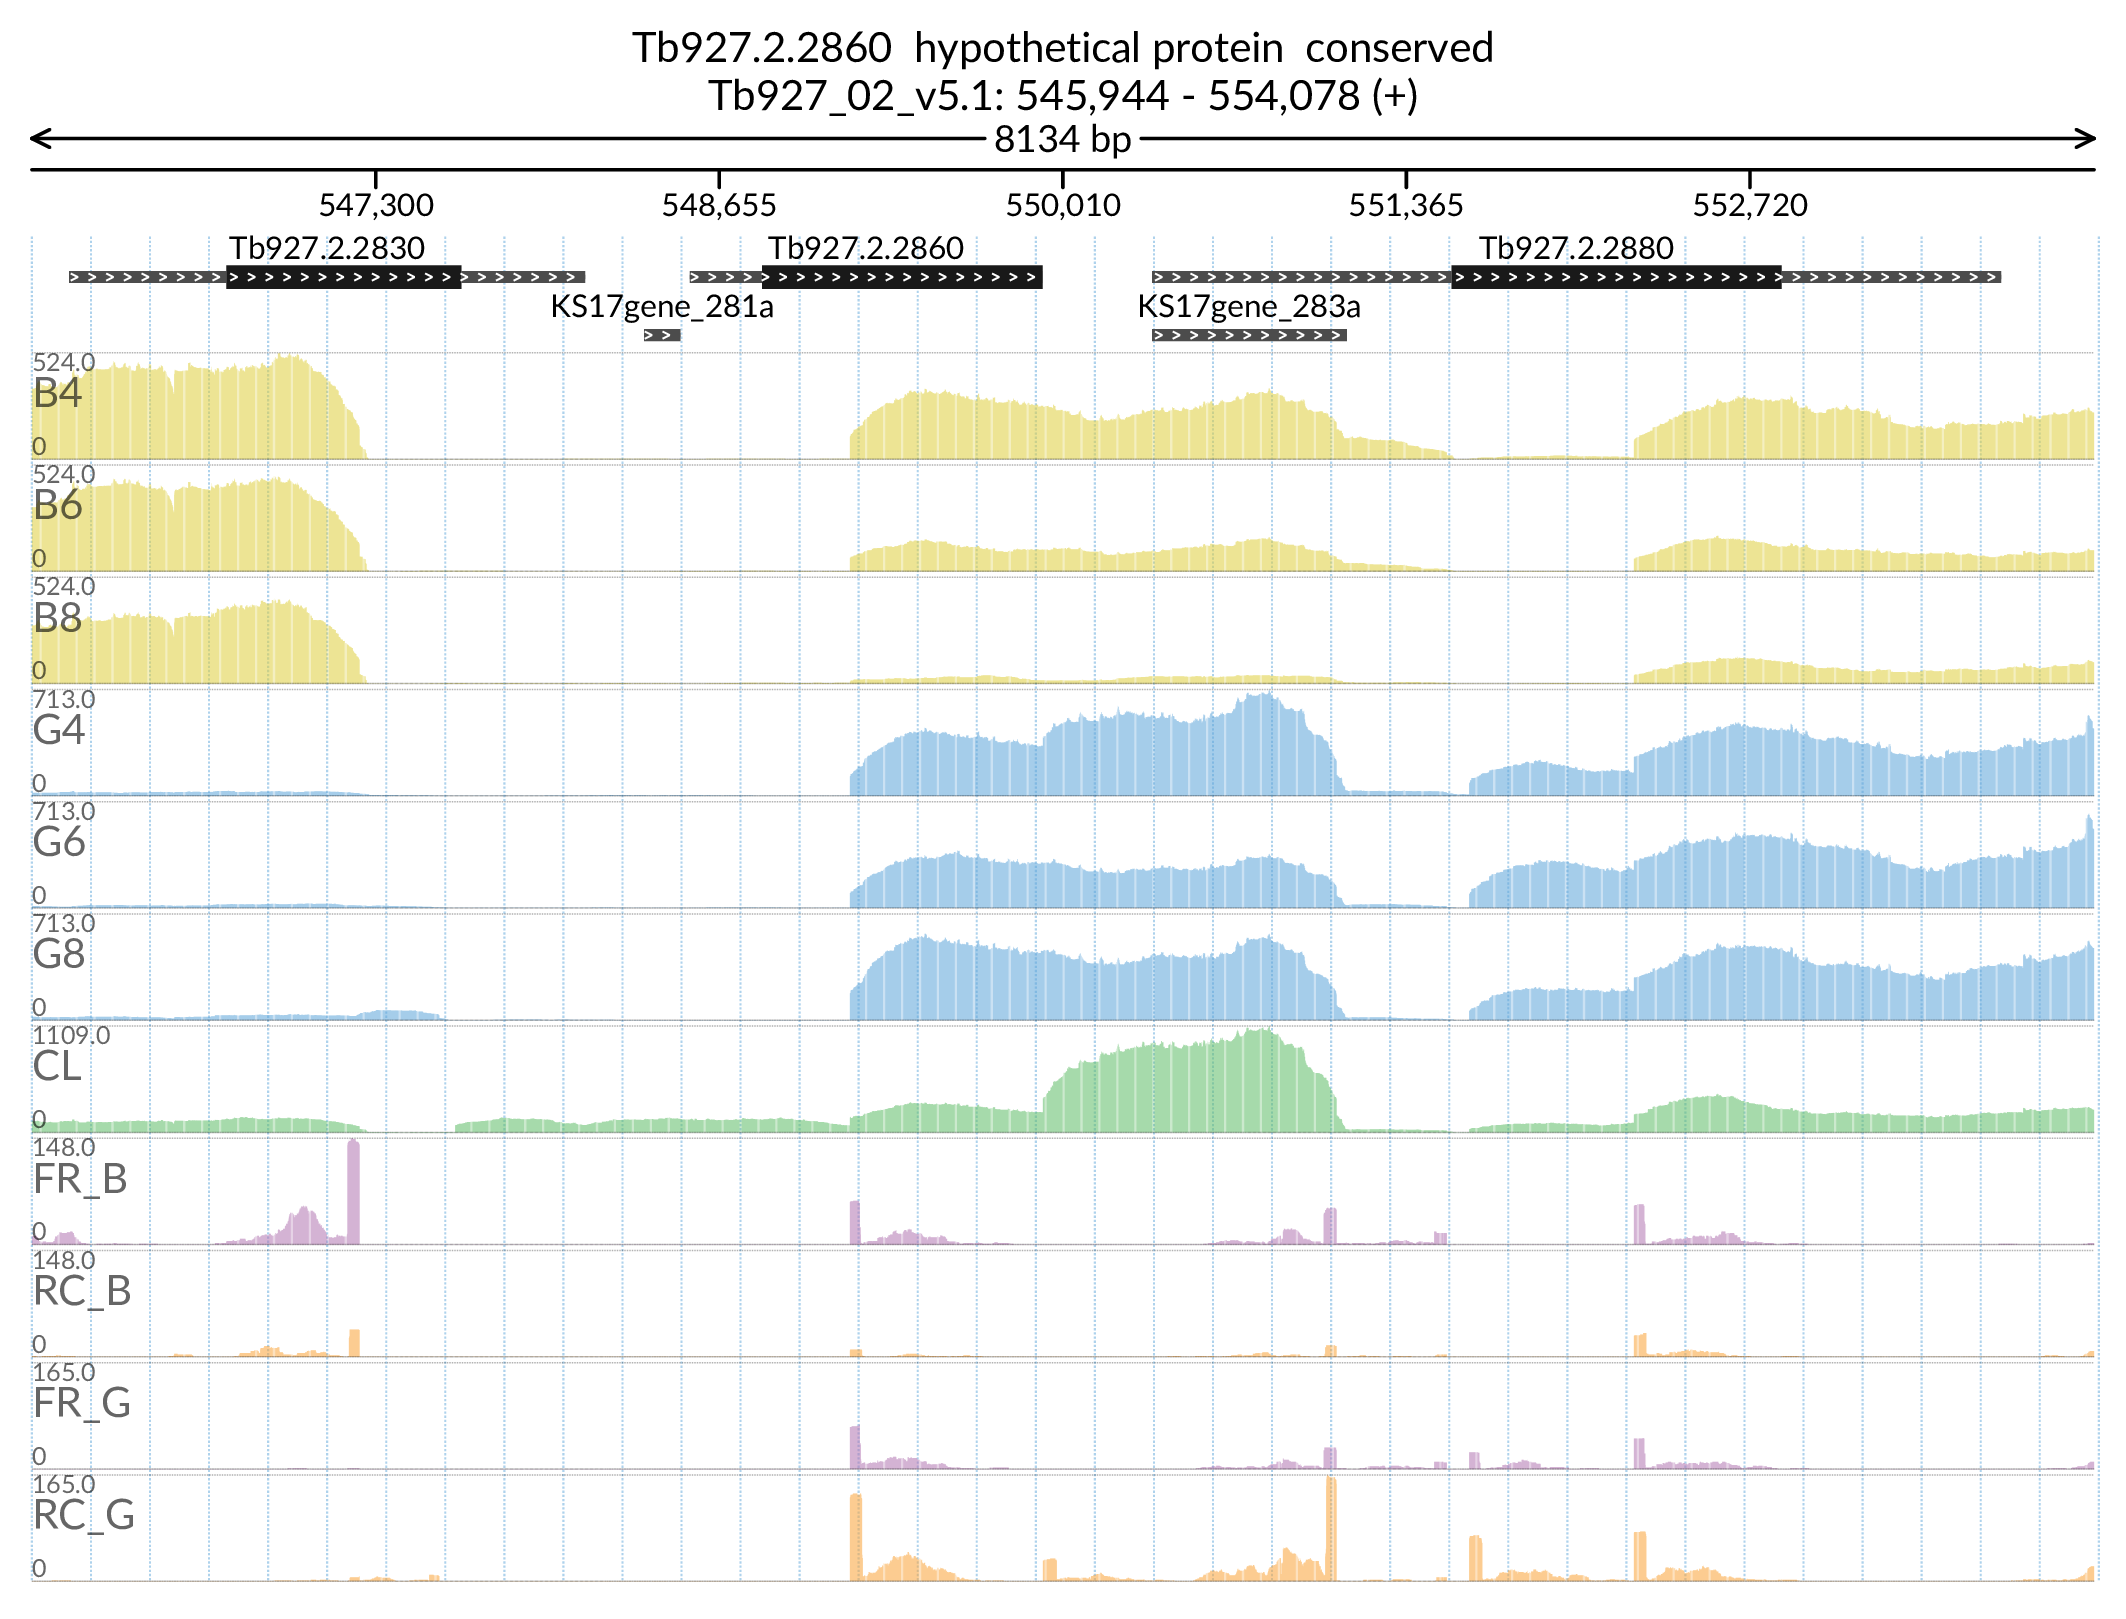 Tb927.2.2860  hypothetical protein  conserved
Tb927_02_v5.1: 545,944 - 554,078 (+)
8134 bp
547,300 548,655 550,010 551,365 552,720
Tb927.2.2830 Tb927.2.2860 Tb927.2.2880
KS17gene_281a KS17gene_283a
524.0
B4
0
524.0
B6
0
524.0
B8
0
713.0
G4
0
713.0
G6
0
713.0
G8
0
1109.0
CL
0
148.0
FR_B
0
148.0
RC_B
0
165.0
FR_G
0
165.0
RC_G
0